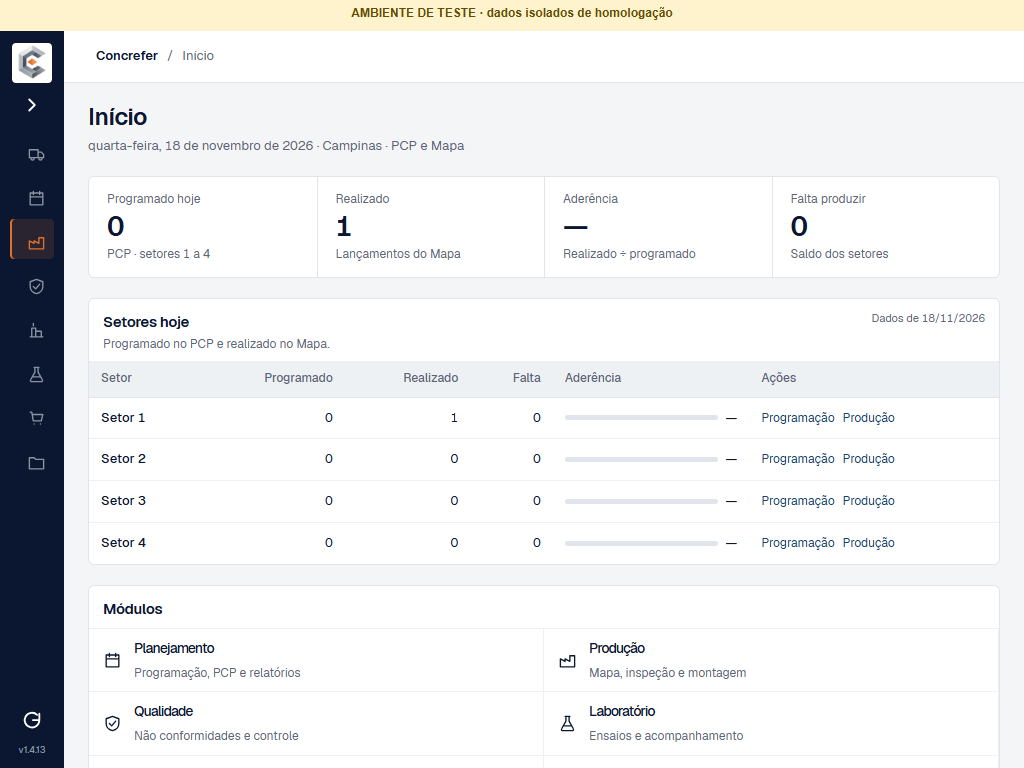 AMBIENTE DE TESTE · dados isolados de homologação
Concrefer / Início
Início
quarta-feira, 18 de novembro de 2026 · Campinas · PCP e Mapa
Programado hoje
0
PCP · setores 1 a 4
Realizado
1
Lançamentos do Mapa
Aderência
—
Realizado ÷ programado
Falta produzir
0
Saldo dos setores
Setores hoje
Dados de 18/11/2026
Programado no PCP e realizado no Mapa.
Setor Programado Realizado Falta Aderência Ações
Setor 1 0 1 0 — Programação Produção
Setor 2 0 0 0 — Programação Produção
Setor 3 0 0 0 — Programação Produção
Setor 4 0 0 0 — Programação Produção
Módulos
Planejamento
Programação, PCP e relatórios
Produção
Mapa, inspeção e montagem
Qualidade
Não conformidades e controle
Laboratório
Ensaios e acompanhamento
v1.4.13